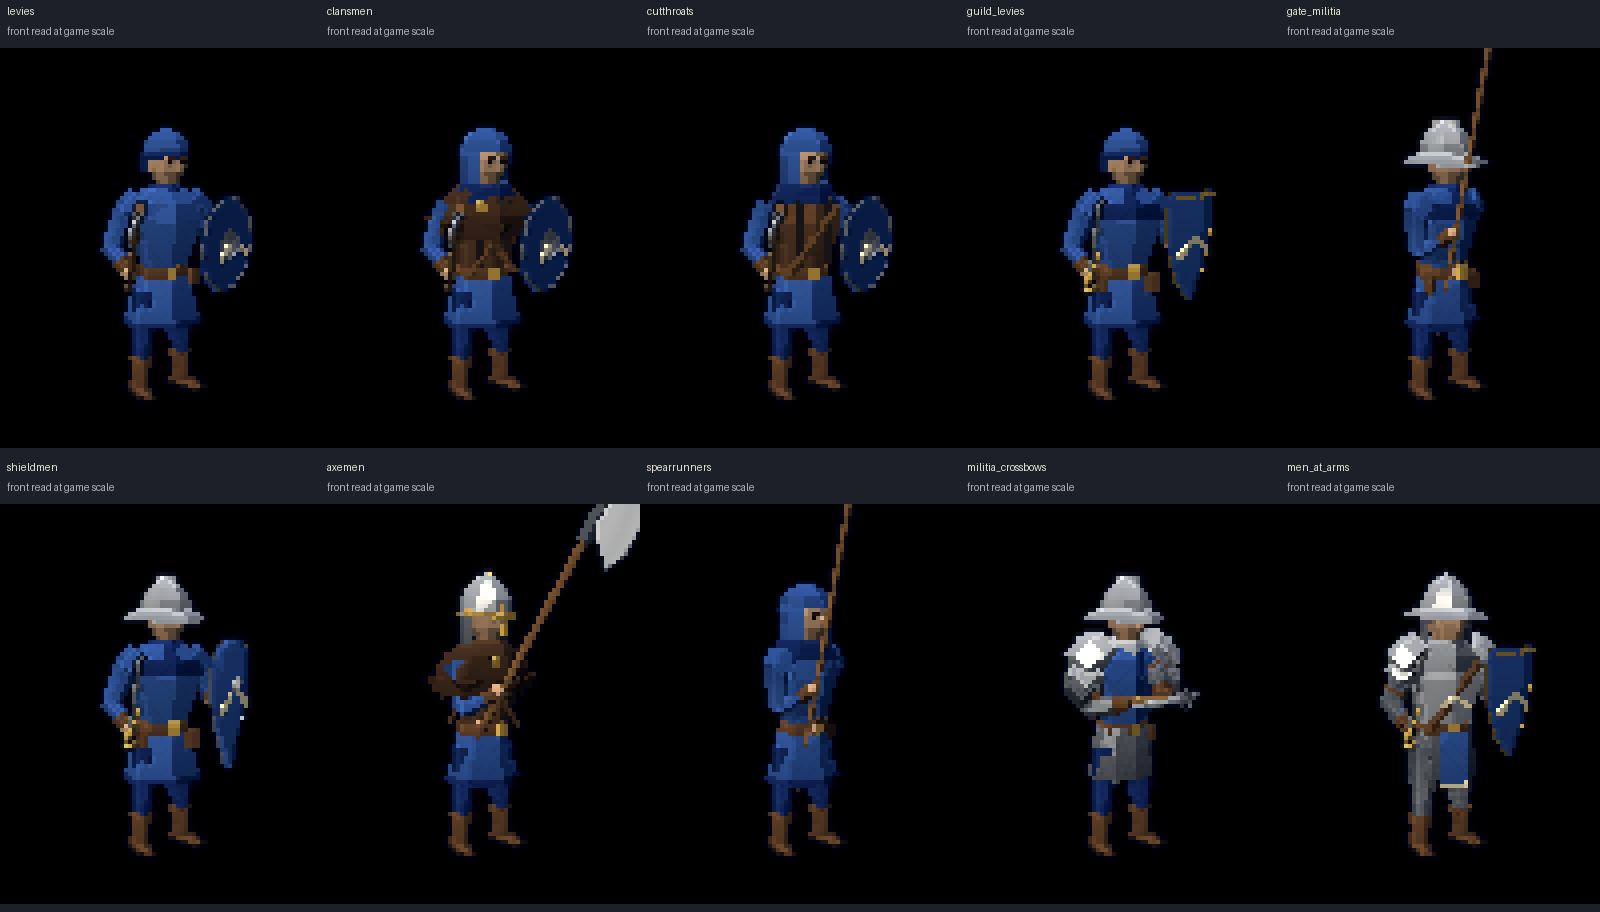 levies clansmen cutthroats guild_levies gate_militia
front read at game scale front read at game scale front read at game scale front read at game scale front read at game scale
shieldmen axemen spearrunners militia_crossbows men_at_arms
front read at game scale front read at game scale front read at game scale front read at game scale front read at game scale